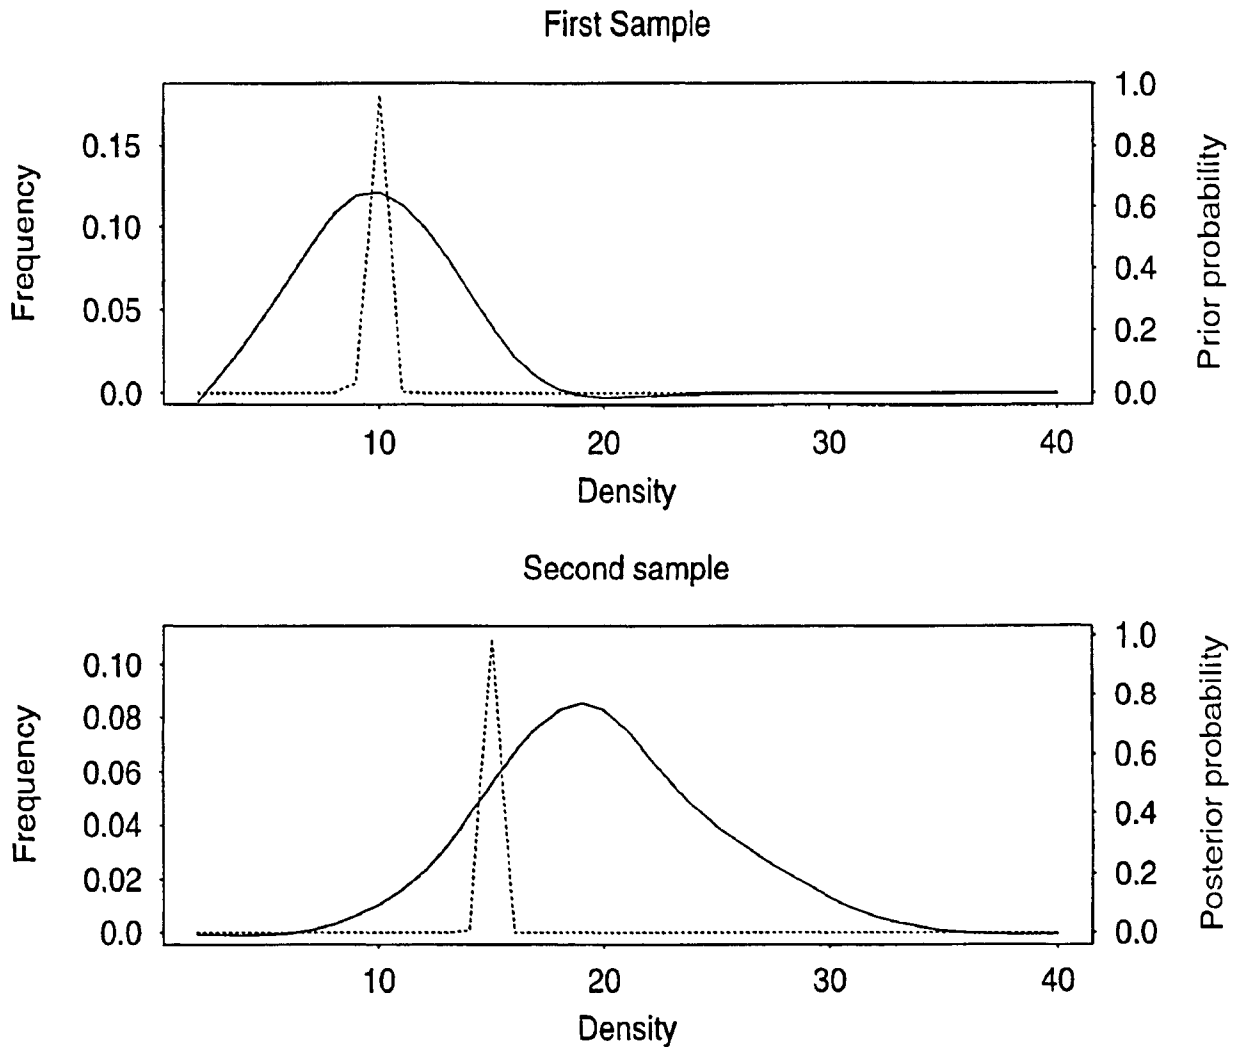 First Sample
Frequency
0.15
0.10
0.05
0.0
1.0
0.8
0.6
0.4
0.2
0.0
Prior probability
10 20 30 40
Density
Second sample
Frequency
0.10
0.08
0.06
0.04
0.02
0.0
1.0
0.8
0.6
0.4
0.2
0.0
Posterior probability
10 20 30 40
Density